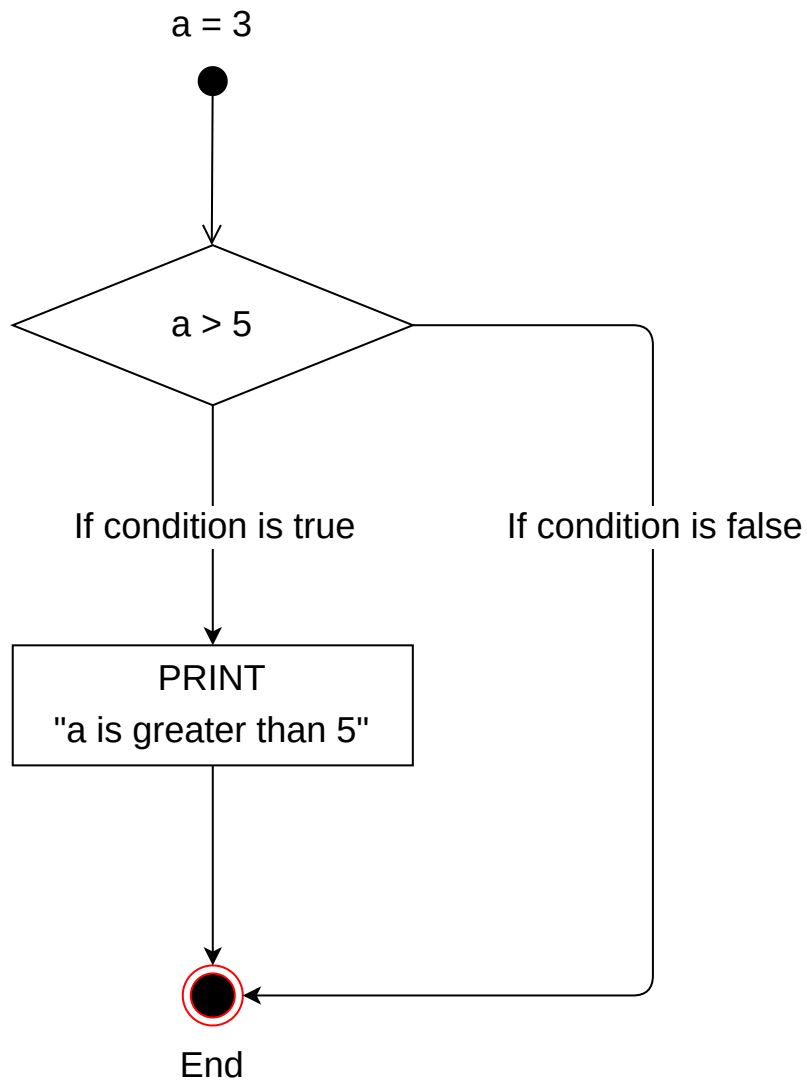 a = 3
a > 5
If condition is true
If condition is false
PRINT
"a is greater than 5"
End